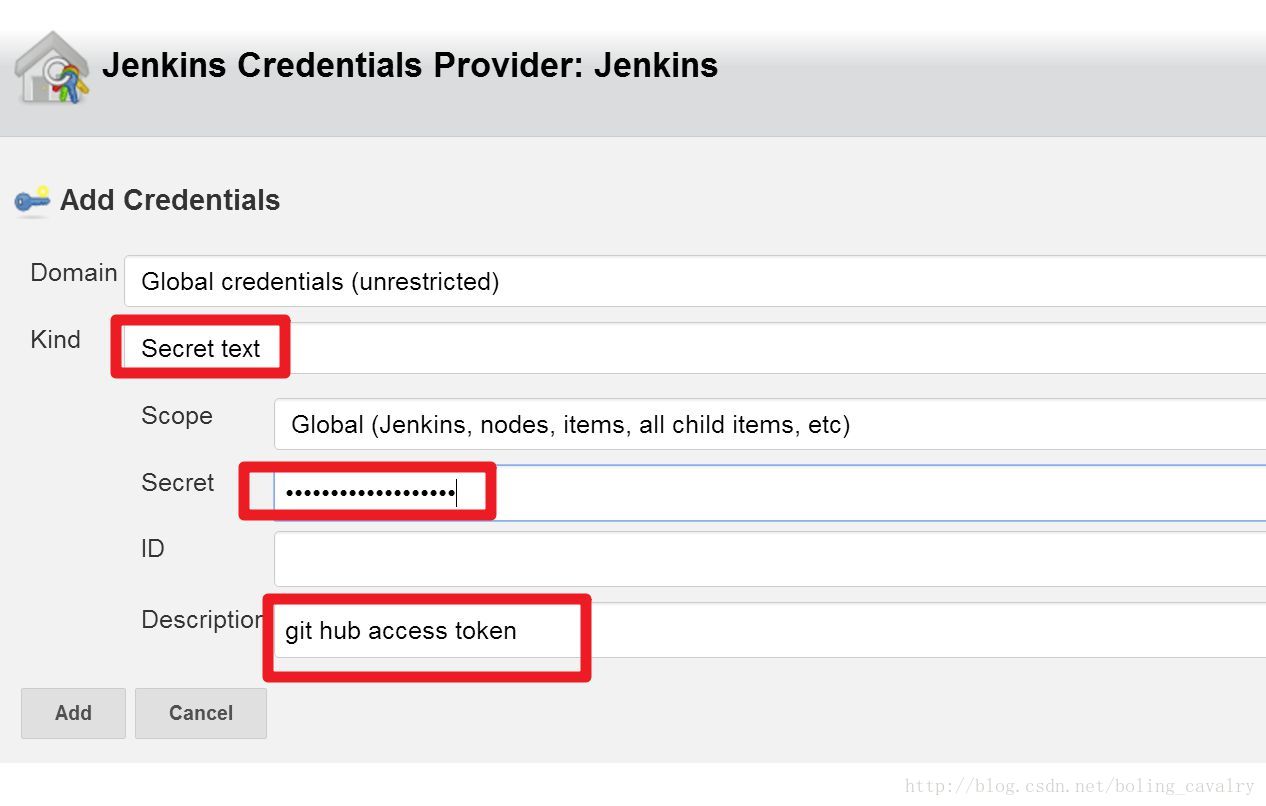 Jenkins Credentials Provider: Jenkins
Add Credentials
Domain Global credentials (unrestricted)
Kind Secret text
Scope Global (Jenkins, nodes, items, all child items, etc)
Secret •••••••••••••••••••
ID
Description git hub access token
Add Cancel
http://blog.csdn.net/boling_cavalry